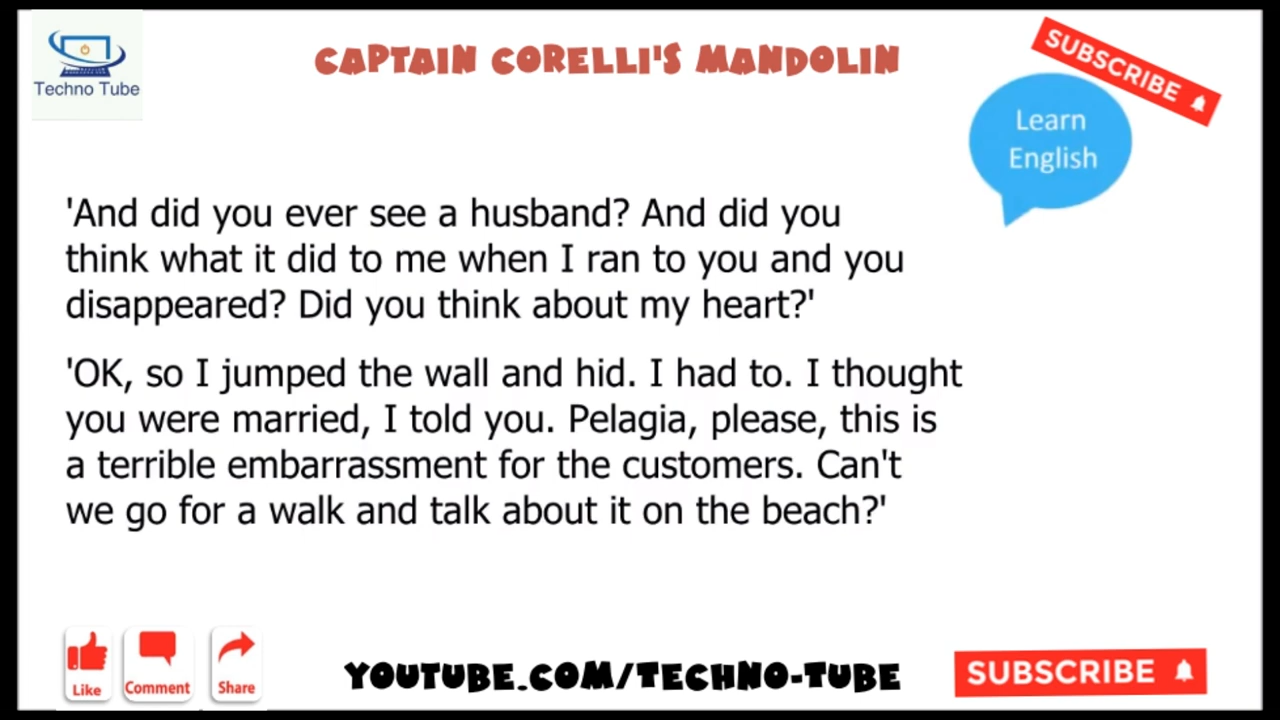 CAPTAIN CORELLI'S MANDOLIN
SUBSCRIBE
Techno Tube
Learn
English
'And did you ever see a husband? And did you
think what it did to me when I ran to you and you
disappeared? Did you think about my heart?'
'OK, so I jumped the wall and hid. I had to. I thought
you were married, I told you. Pelagia, please, this is
a terrible embarrassment for the customers. Can't
we go for a walk and talk about it on the beach?'
Like
Comment
Share
YOUTUBE.COM/TECHNO-TUBE
SUBSCRIBE